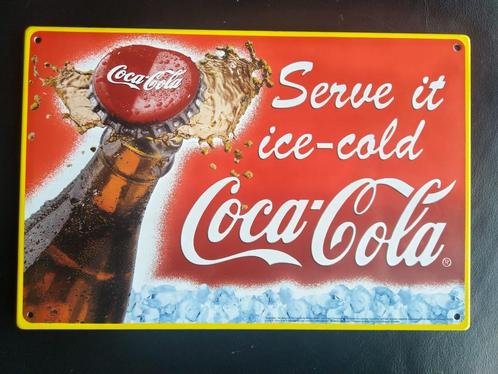 Coca-Cola
Serve it
ice-cold
Coca-Cola
®